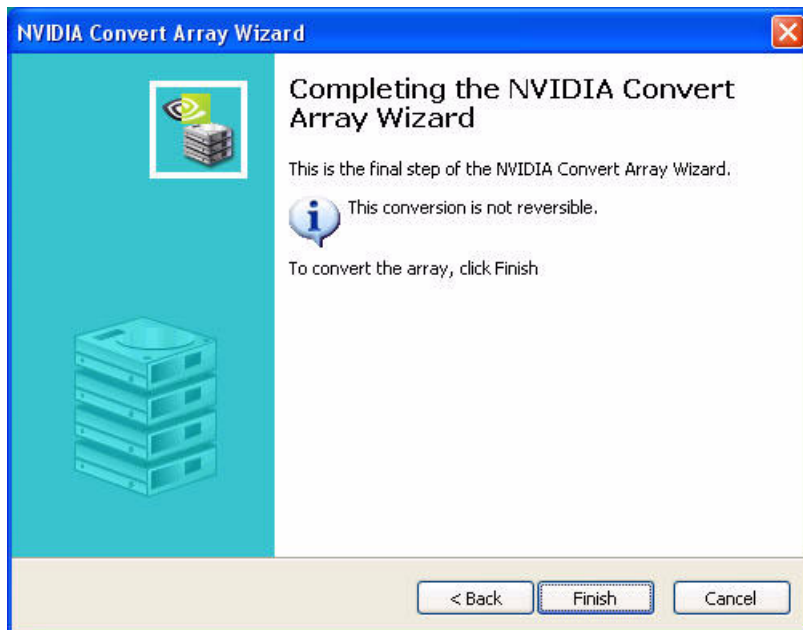 NVIDIA Convert Array Wizard
Completing the NVIDIA Convert
Array Wizard
This is the final step of the NVIDIA Convert Array Wizard.
This conversion is not reversible.
To convert the array, click Finish
< Back Finish Cancel